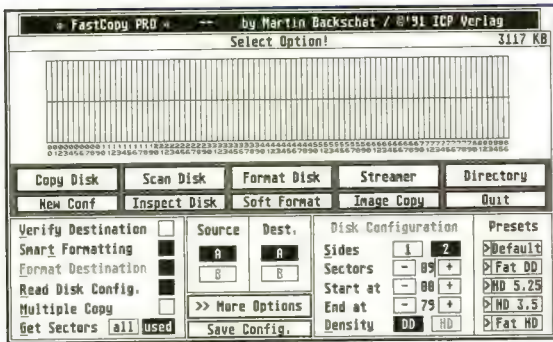 * FastCopy PRO * -- by Martin Backschat / ©'91 ICP Verlag
Select Option! 3117 KB
Copy Disk Scan Disk Format Disk Streamer Directory
New Conf Inspect Disk Soft Format Image Copy Quit
Verify Destination
Smart Formatting
Format Destination
Read Disk Config.
Multiple Copy
Get Sectors all used
Source Dest.
A A
B B
>> More Options
Save Config.
Disk Configuration
Sides 1 2
Sectors - 09 +
Start at - 00 +
End at - 79 +
Density DD HD
Presets
>Default
>Fat DD
>HD 5.25
>HD 3.5
>Fat HD